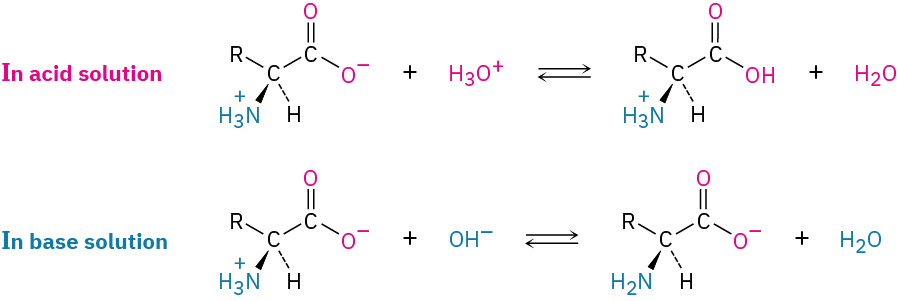 O O
In acid solution R C C O⁻ + H3O⁺ ⇌ R C C OH + H2O
+ H3N H + H3N H
O O
In base solution R C C O⁻ + OH⁻ ⇌ R C C O⁻ + H2O
+ H3N H H2N H